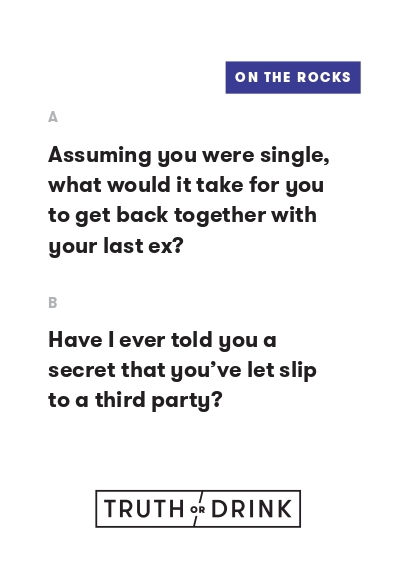 ON THE ROCKS
A
Assuming you were single,
what would it take for you
to get back together with
your last ex?
B
Have I ever told you a
secret that you’ve let slip
to a third party?
TRUTH OR DRINK